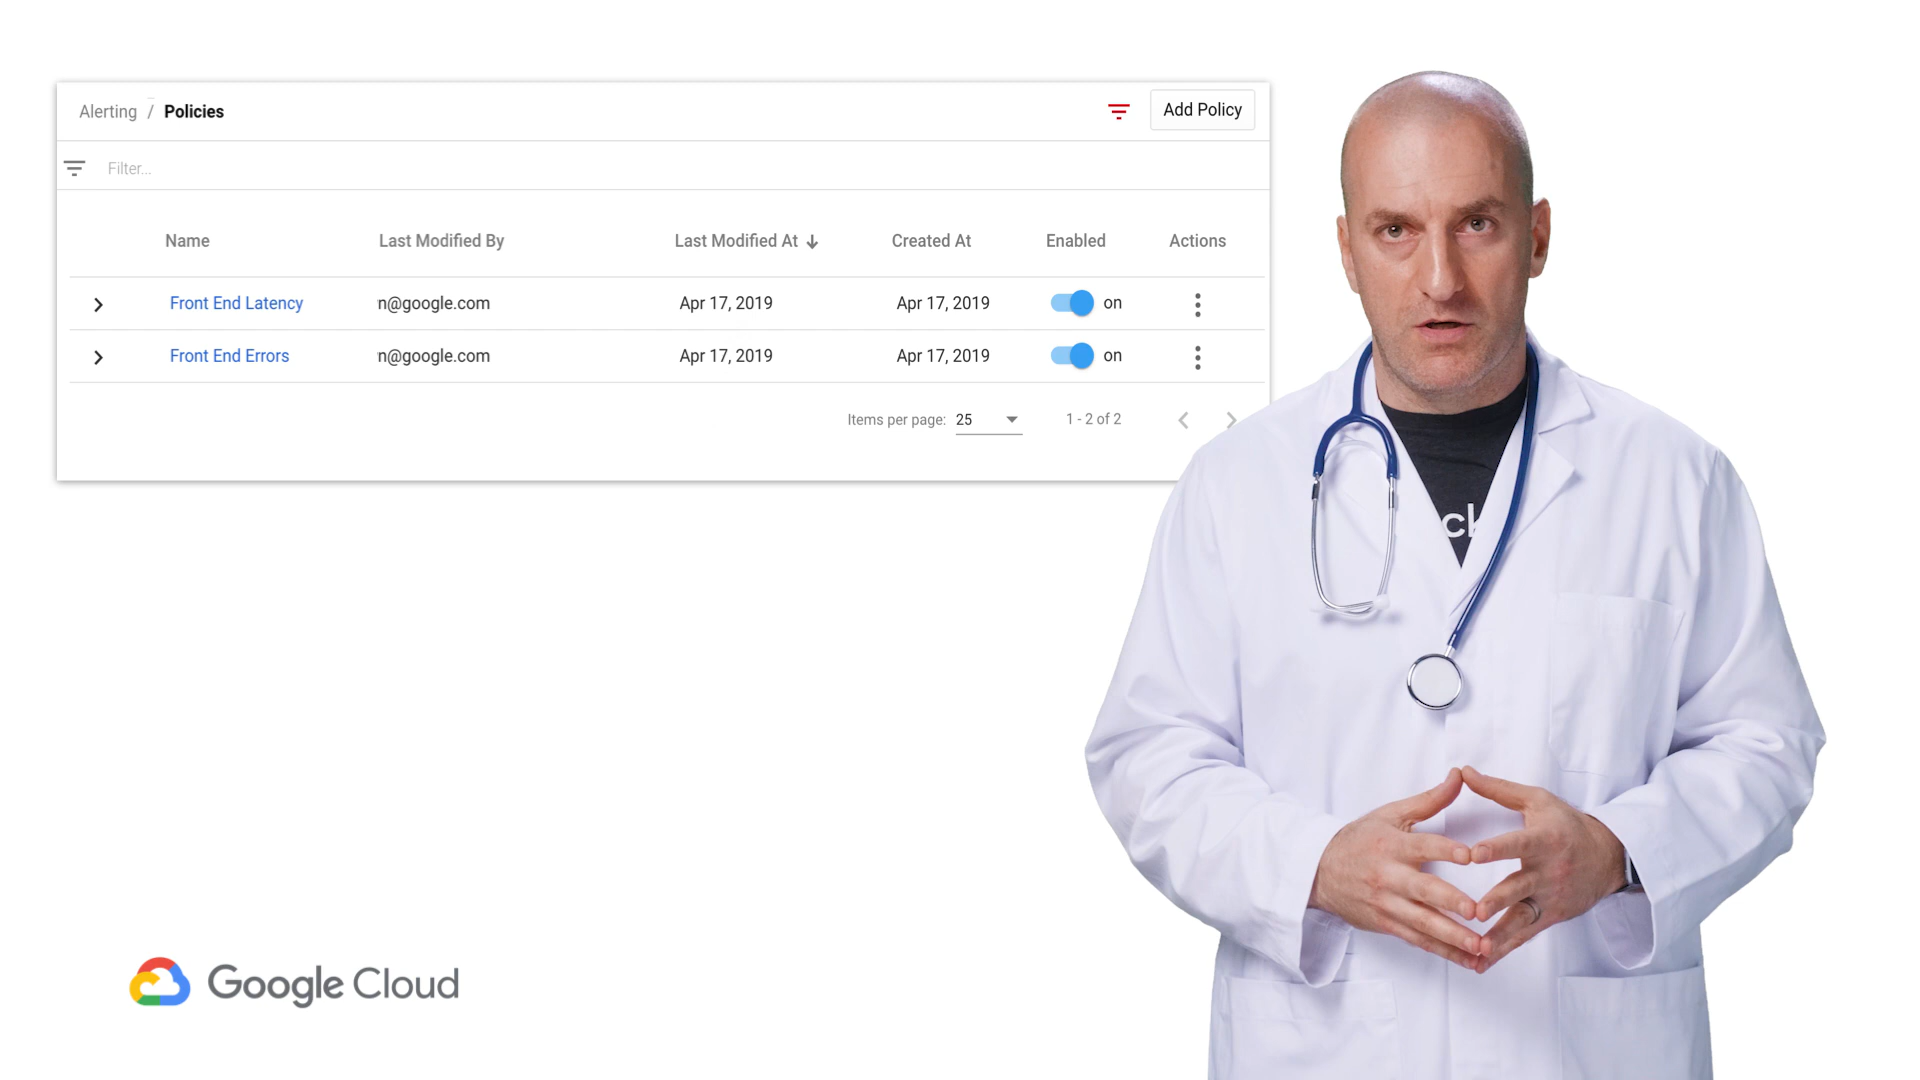 Alerting / Policies
Add Policy
Filter...
Name Last Modified By Last Modified At Created At Enabled Actions
Front End Latency n@google.com Apr 17, 2019 Apr 17, 2019 on
Front End Errors n@google.com Apr 17, 2019 Apr 17, 2019 on
Items per page: 25 1 - 2 of 2
ck
Google Cloud